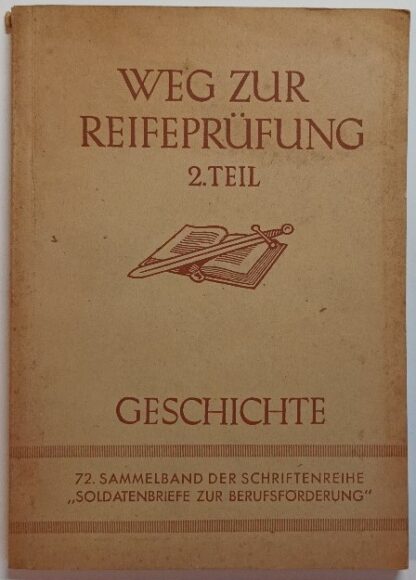 WEG ZUR
REIFEPRÜFUNG
2. TEIL
GESCHICHTE
72. SAMMELBAND DER SCHRIFTENREIHE
„SOLDATENBRIEFE ZUR BERUFSFÖRDERUNG"